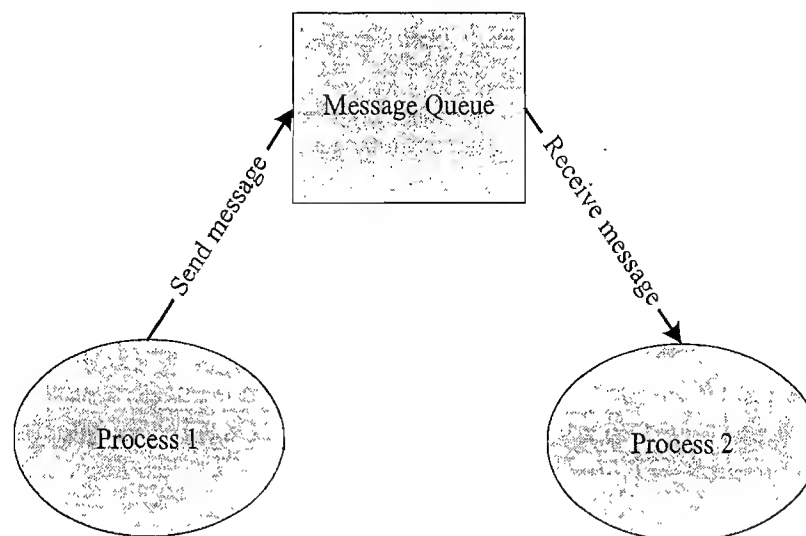 Message Queue
Send message
Receive message
Process 1
Process 2